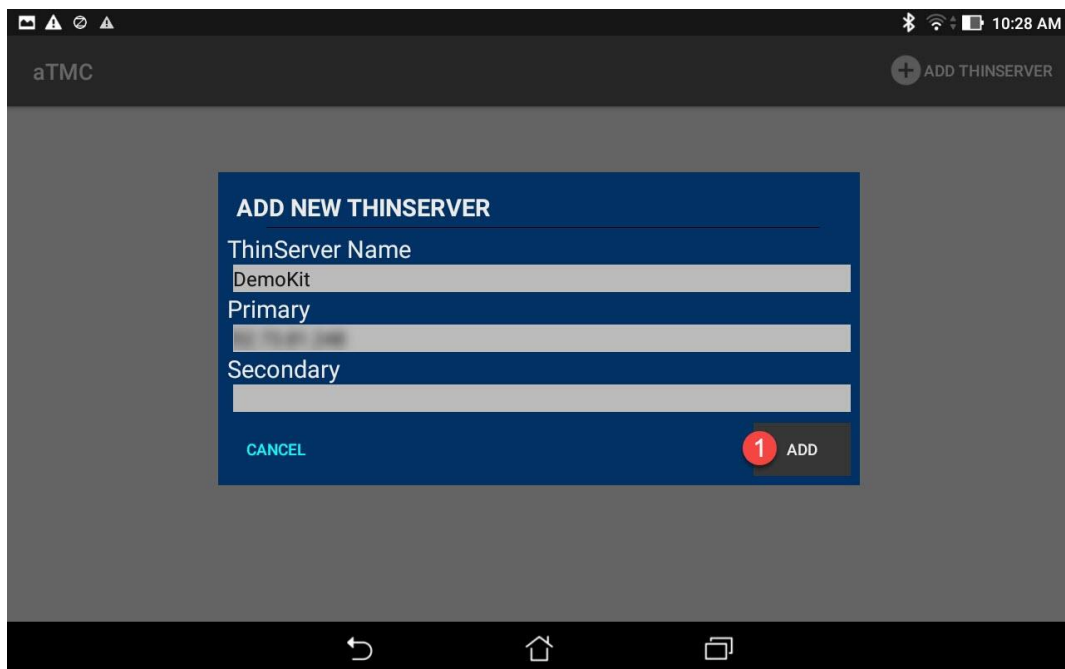 10:28 AM
aTMC
ADD THINSERVER
ADD NEW THINSERVER
ThinServer Name
DemoKit
Primary
Secondary
CANCEL
1 ADD